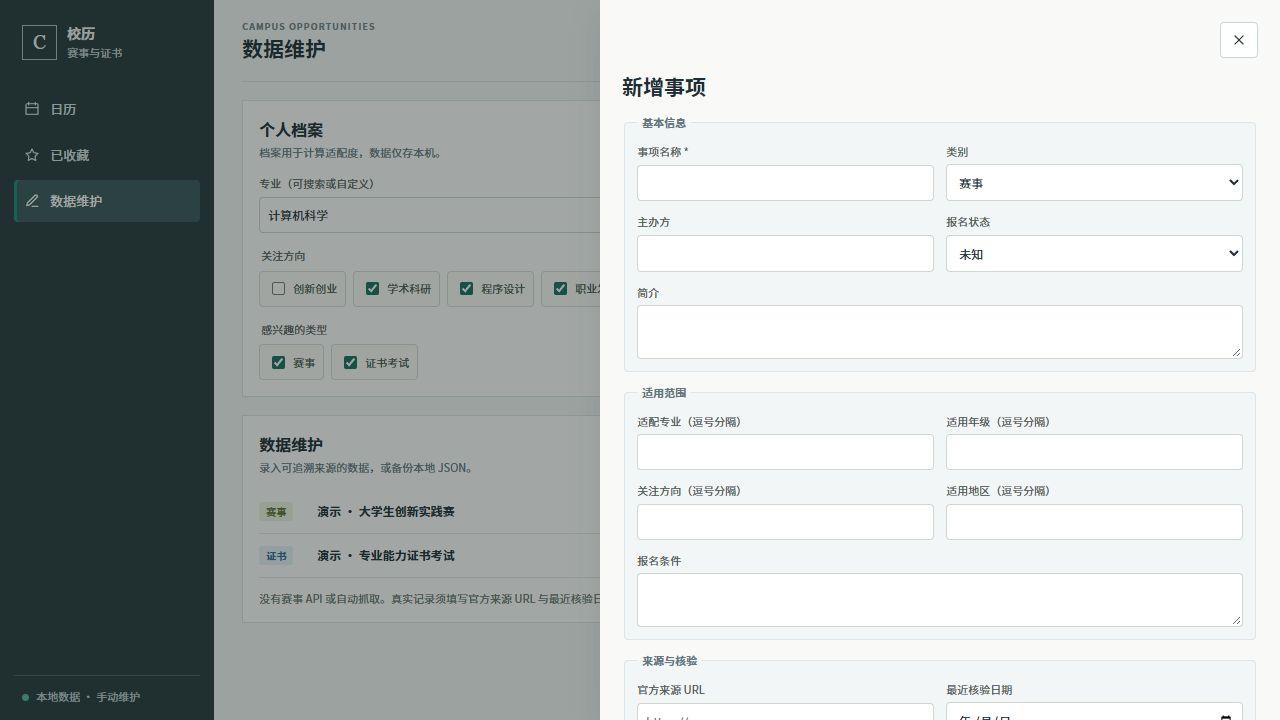 C
校历
赛事与证书
日历
已收藏
数据维护
本地数据 · 手动维护
CAMPUS OPPORTUNITIES
数据维护
个人档案
档案用于计算适配度，数据仅存本机。
专业（可搜索或自定义）
计算机科学
关注方向
创新创业
学术科研
程序设计
职业
感兴趣的类型
赛事
证书考试
数据维护
录入可追溯来源的数据，或备份本地 JSON。
赛事
演示 · 大学生创新实践赛
证书
演示 · 专业能力证书考试
没有赛事 API 或自动抓取。真实记录须填写官方来源 URL 与最近核验
新增事项
基本信息
事项名称 *
类别
赛事
主办方
报名状态
未知
简介
适用范围
适配专业（逗号分隔）
适用年级（逗号分隔）
关注方向（逗号分隔）
适用地区（逗号分隔）
报名条件
来源与核验
官方来源 URL
最近核验日期
年 /月/日